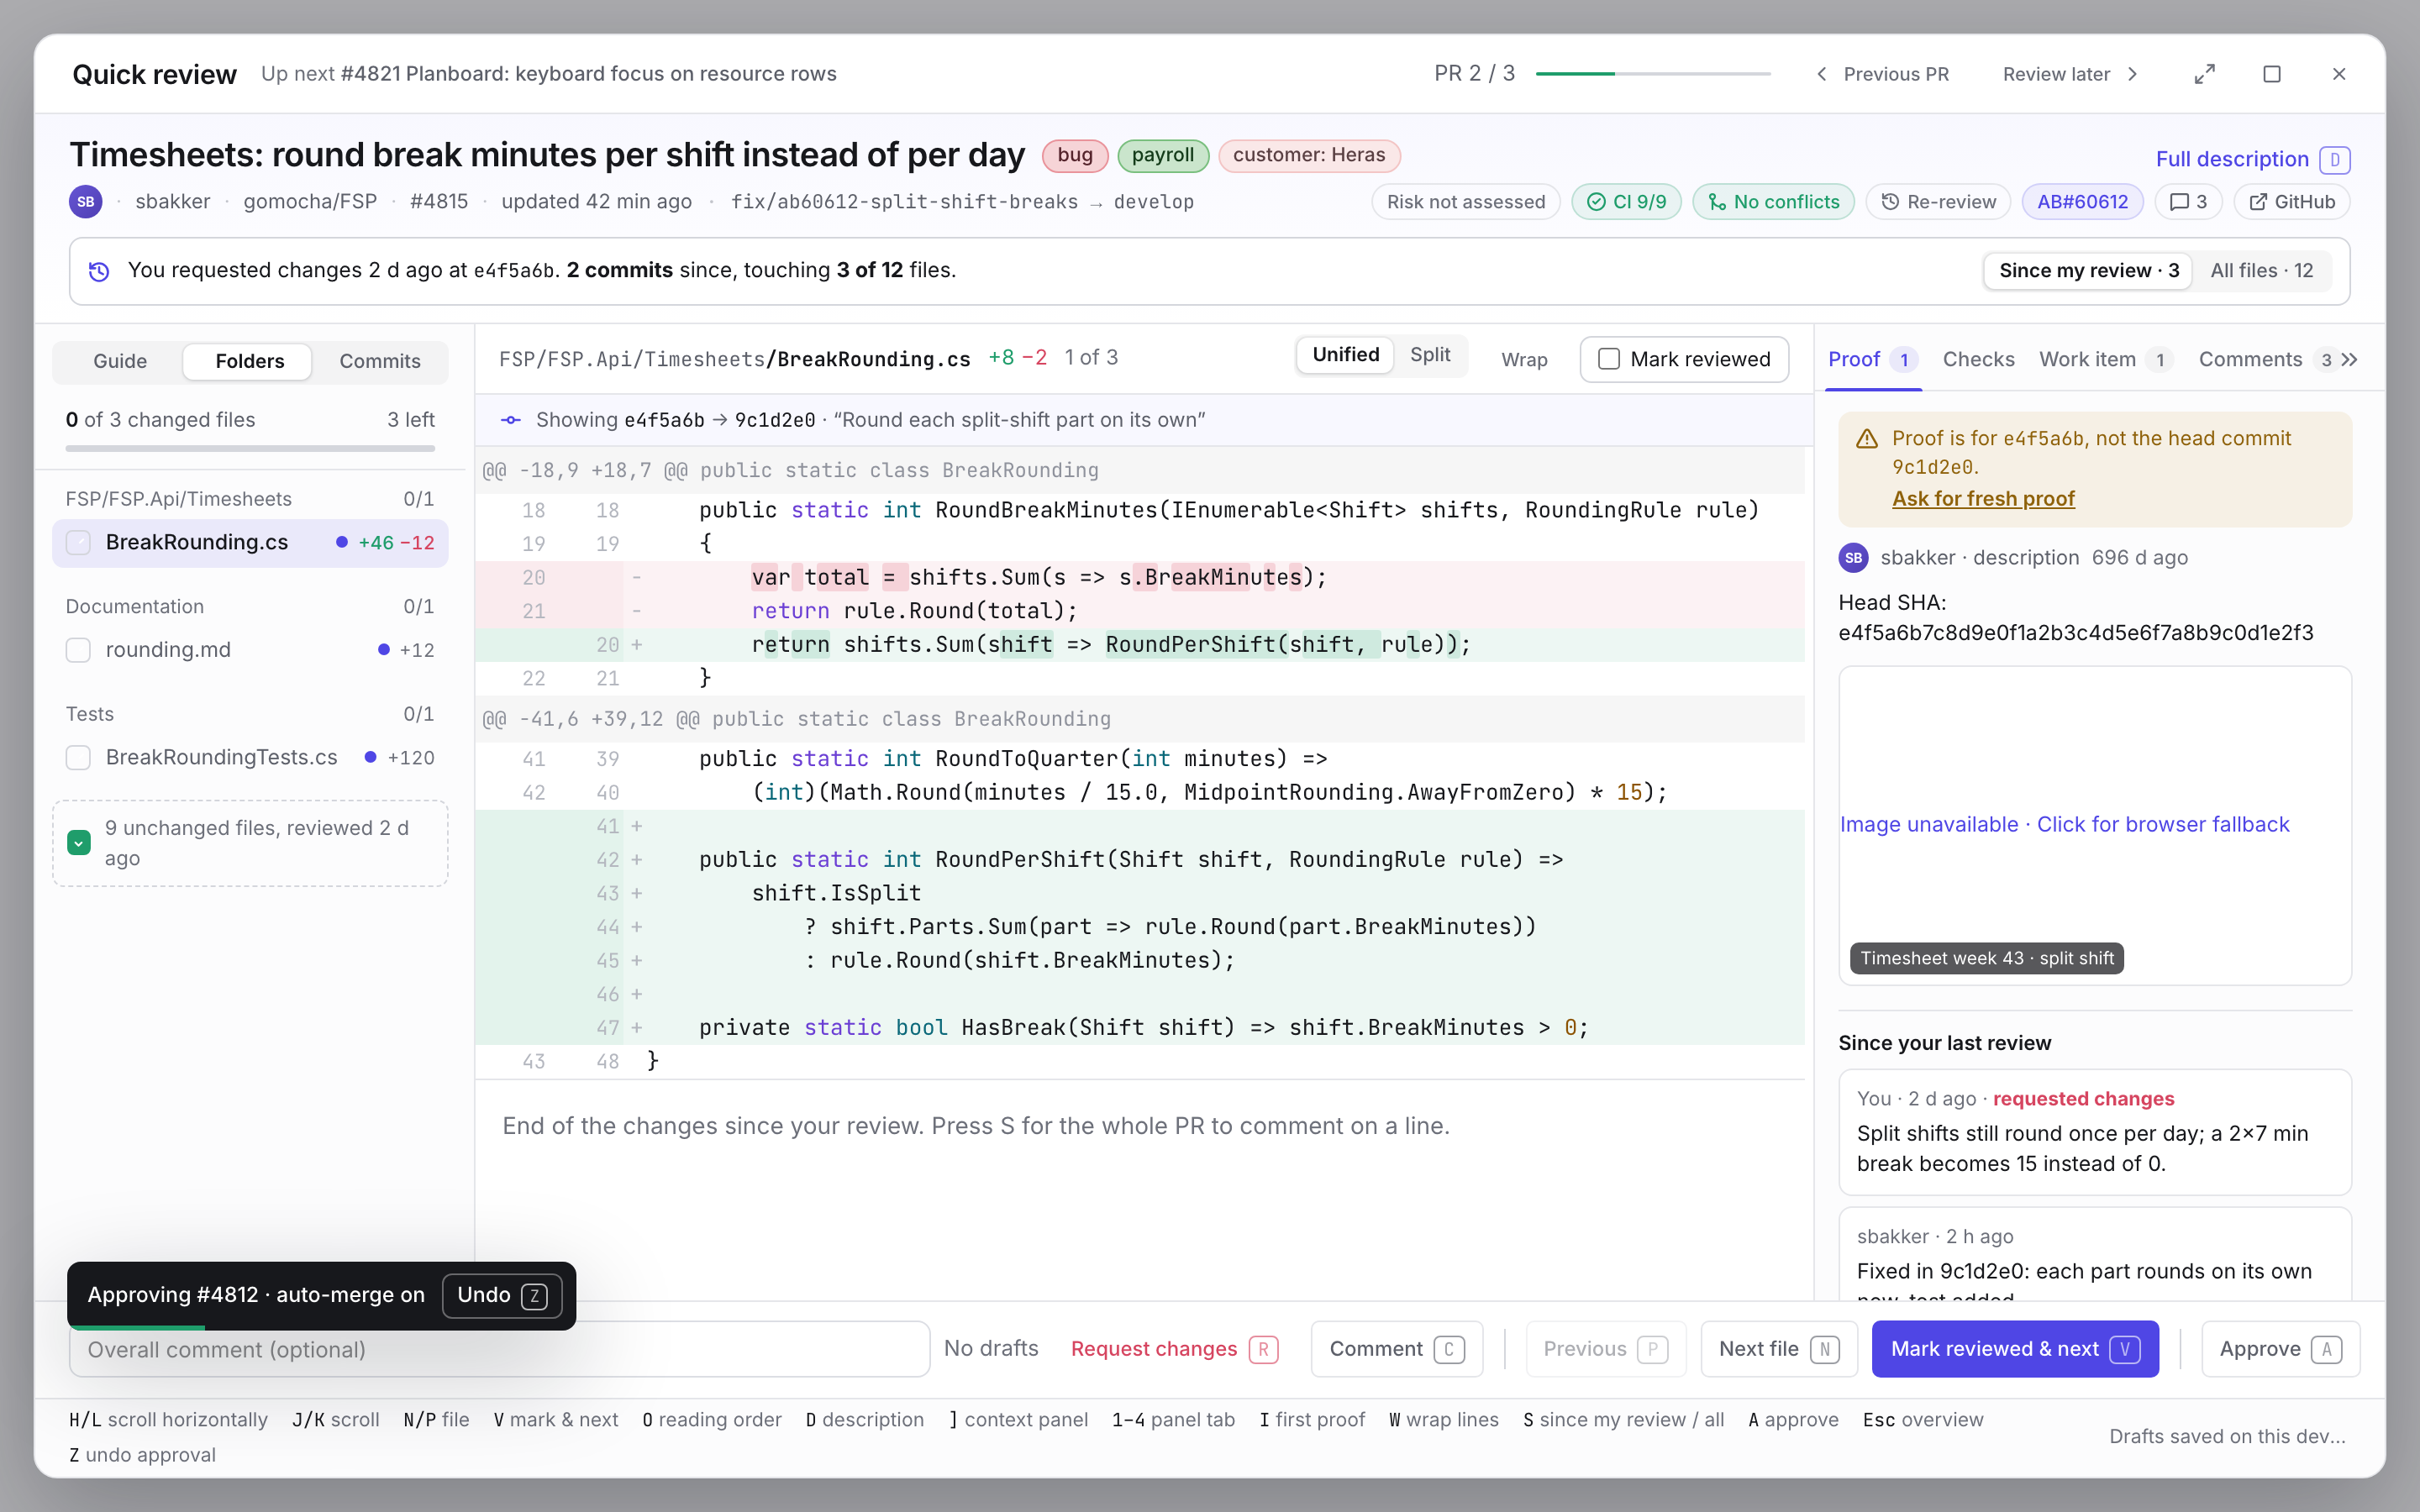 Quick review Up next #4821 Planboard: keyboard focus on resource rows PR 2 / 3 Previous PR Review later
Timesheets: round break minutes per shift instead of per day bug payroll customer: Heras Full description D
SB · sbakker · gomocha/FSP · #4815 · updated 42 min ago · fix/ab60612-split-shift-breaks → develop Risk not assessed CI 9/9 No conflicts Re-review AB#60612 3 GitHub
You requested changes 2 d ago at e4f5a6b. 2 commits since, touching 3 of 12 files. Since my review · 3 All files · 12
Guide Folders Commits
0 of 3 changed files 3 left
FSP/FSP.Api/Timesheets 0/1
BreakRounding.cs +46 −12
Documentation 0/1
rounding.md +12
Tests 0/1
BreakRoundingTests.cs +120
9 unchanged files, reviewed 2 d
ago
FSP/FSP.Api/Timesheets/BreakRounding.cs +8 −2 1 of 3 Unified Split Wrap Mark reviewed
Showing e4f5a6b → 9c1d2e0 · “Round each split-shift part on its own”
@@ -18,9 +18,7 @@ public static class BreakRounding
18 18 public static int RoundBreakMinutes(IEnumerable<Shift> shifts, RoundingRule rule)
19 19 {
20 - var total = shifts.Sum(s => s.BreakMinutes);
21 - return rule.Round(total);
20 + return shifts.Sum(shift => RoundPerShift(shift, rule));
22 21 }
@@ -41,6 +39,12 @@ public static class BreakRounding
41 39 public static int RoundToQuarter(int minutes) =>
42 40 (int)(Math.Round(minutes / 15.0, MidpointRounding.AwayFromZero) * 15);
41 +
42 + public static int RoundPerShift(Shift shift, RoundingRule rule) =>
43 + shift.IsSplit
44 + ? shift.Parts.Sum(part => rule.Round(part.BreakMinutes))
45 + : rule.Round(shift.BreakMinutes);
46 +
47 + private static bool HasBreak(Shift shift) => shift.BreakMinutes > 0;
43 48 }
End of the changes since your review. Press S for the whole PR to comment on a line.
Proof 1 Checks Work item 1 Comments 3
Proof is for e4f5a6b, not the head commit
9c1d2e0.
Ask for fresh proof
SB sbakker · description 696 d ago
Head SHA:
e4f5a6b7c8d9e0f1a2b3c4d5e6f7a8b9c0d1e2f3
Image unavailable · Click for browser fallback
Timesheet week 43 · split shift
Since your last review
You · 2 d ago · requested changes
Split shifts still round once per day; a 2×7 min
break becomes 15 instead of 0.
sbakker · 2 h ago
Fixed in 9c1d2e0: each part rounds on its own
now, test added
Approving #4812 · auto-merge on Undo Z
Overall comment (optional) No drafts Request changes R Comment C Previous P Next file N Mark reviewed & next V Approve A
H/L scroll horizontally J/K scroll N/P file V mark & next O reading order D description ] context panel 1–4 panel tab I first proof W wrap lines S since my review / all A approve Esc overview
Z undo approval
Drafts saved on this dev…